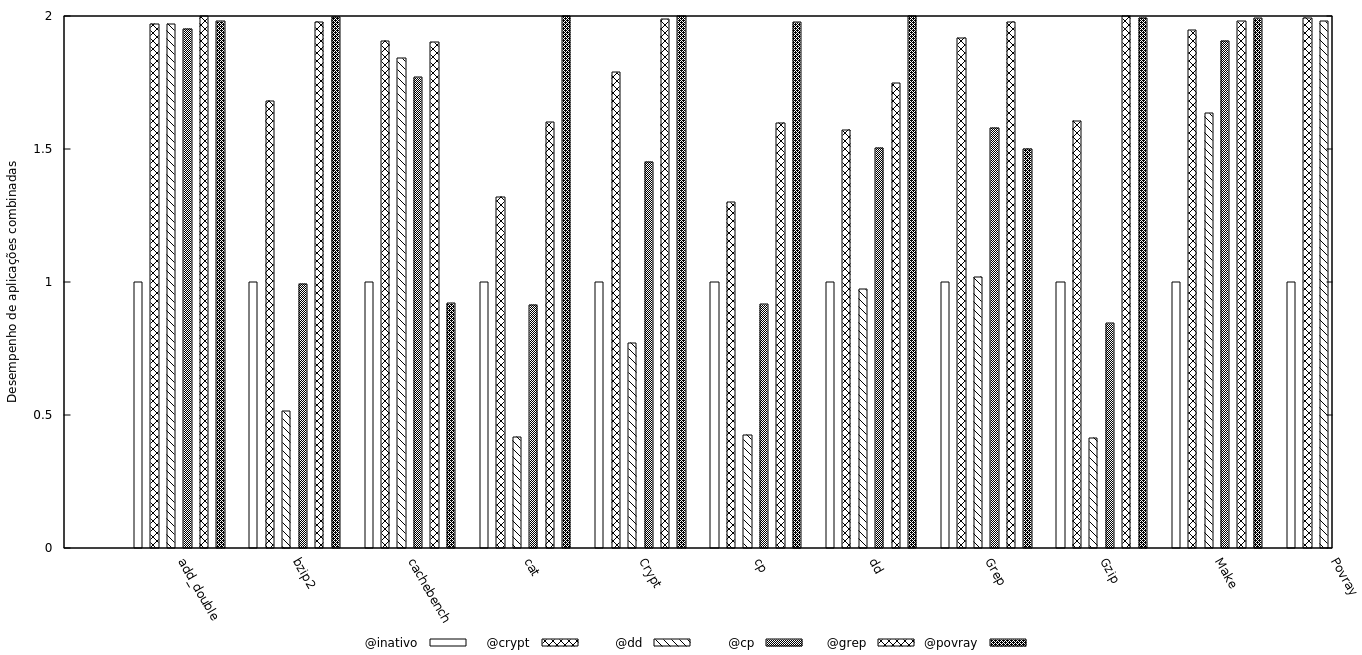 Desempenho de aplicações combinadas
2
1.5
1
0.5
0
add_double
bzip2
cachebench
cat
Crypt
cp
dd
Grep
Gzip
Make
Povray
@inativo @crypt @dd @cp @grep @povray